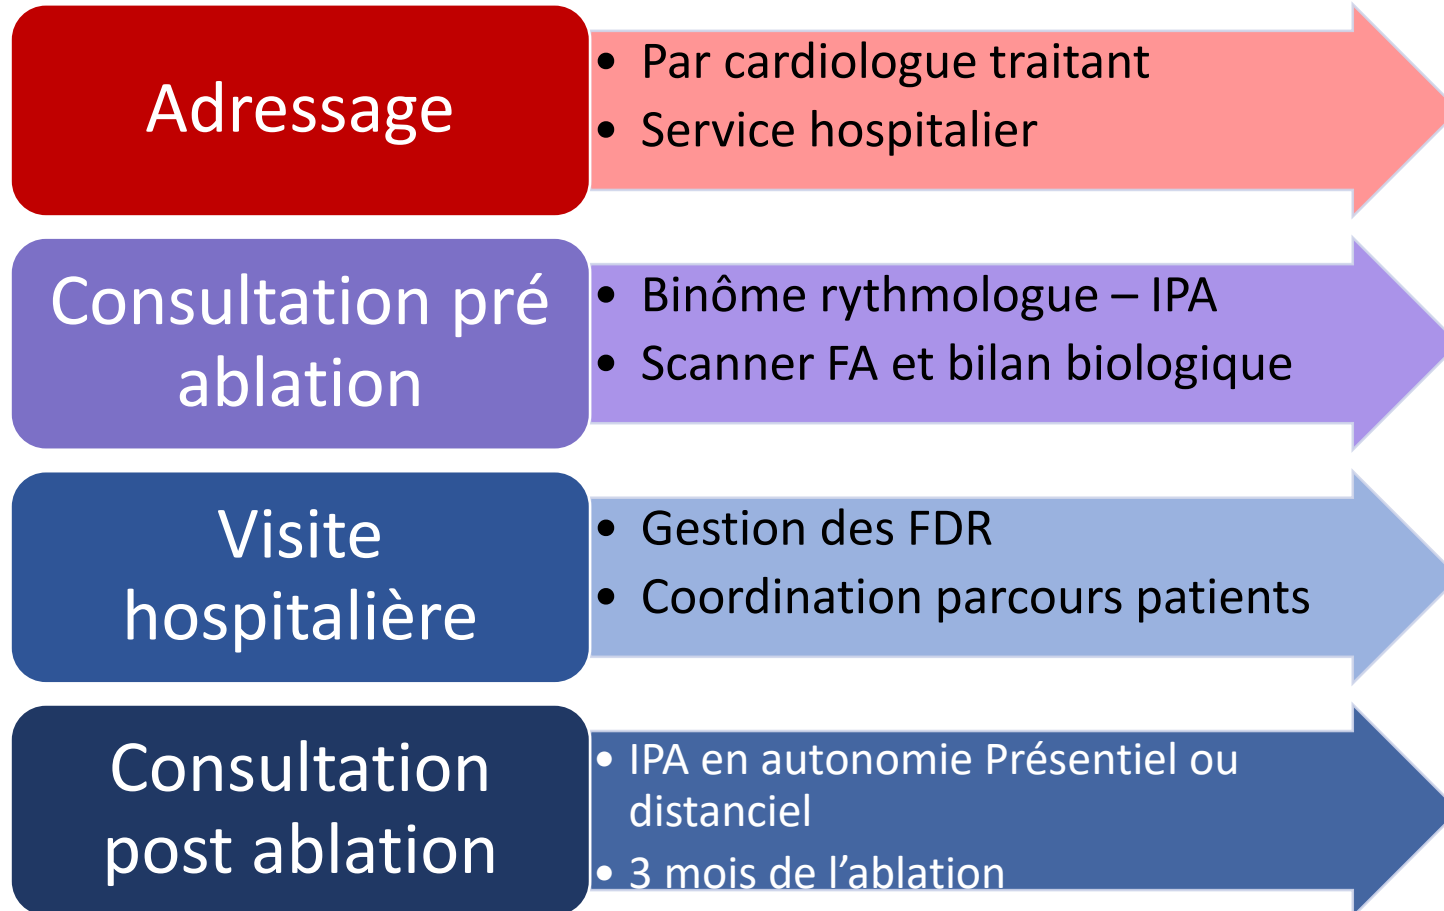 Adressage
• Par cardiologue traitant
• Service hospitalier
Consultation pré
ablation
• Binôme rythmologue – IPA
• Scanner FA et bilan biologique
Visite
hospitalière
• Gestion des FDR
• Coordination parcours patients
Consultation
post ablation
• IPA en autonomie Présentiel ou
distanciel
• 3 mois de l’ablation